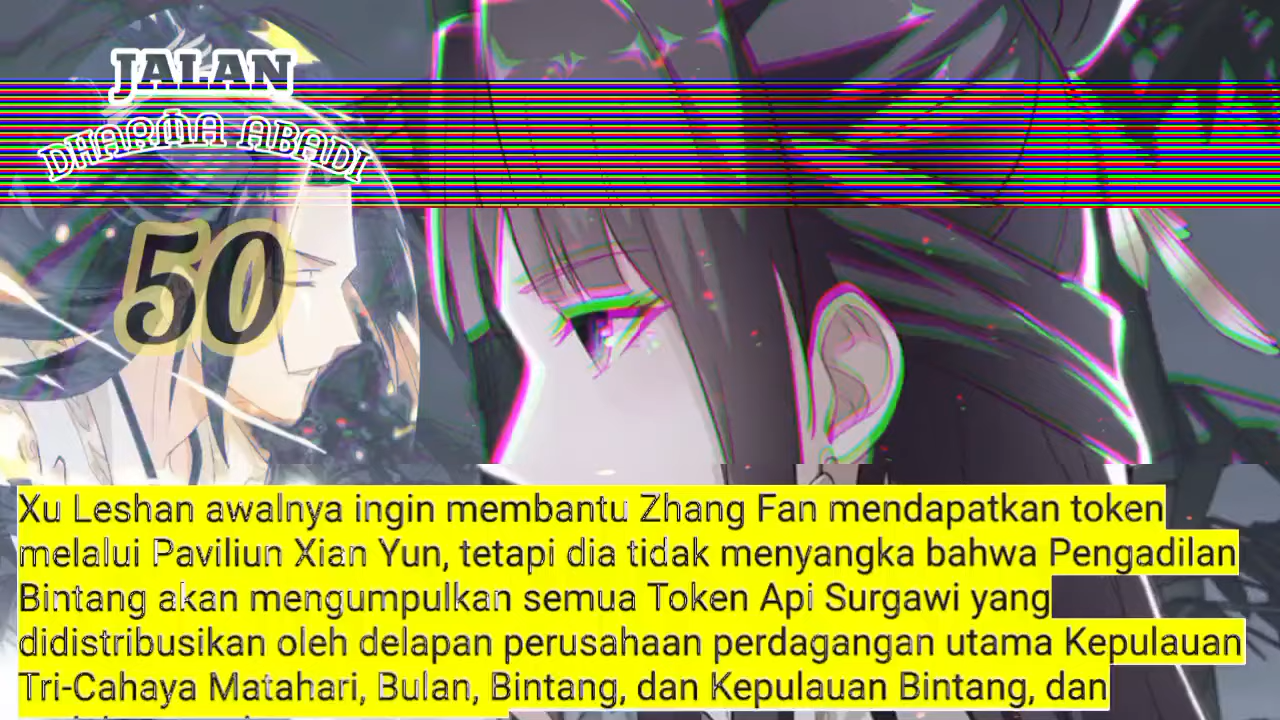 JALAN
DHARMA ABADI
50
Xu Leshan awalnya ingin membantu Zhang Fan mendapatkan token
melalui Paviliun Xian Yun, tetapi dia tidak menyangka bahwa Pengadilan
Bintang akan mengumpulkan semua Token Api Surgawi yang
didistribusikan oleh delapan perusahaan perdagangan utama Kepulauan
Tri-Cahaya Matahari, Bulan, Bintang, dan Kepulauan Bintang, dan